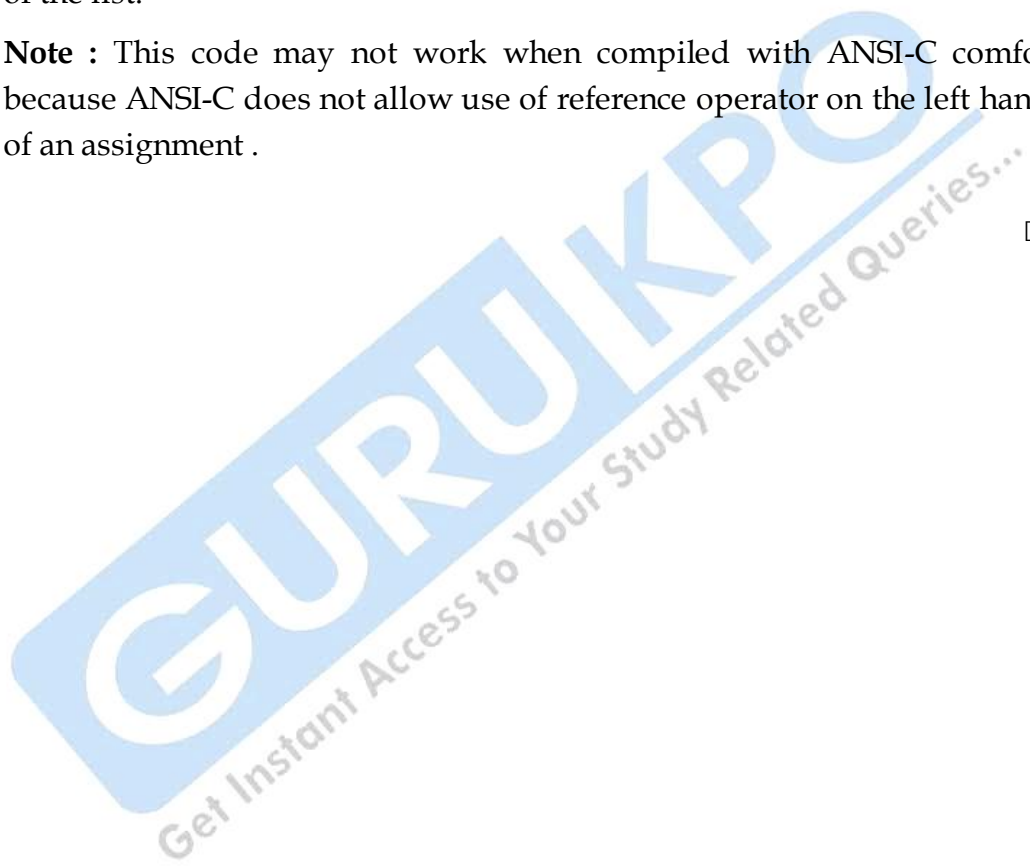 of the list.
Note : This code may not work when compiled with ANSI-C comfo
because ANSI-C does not allow use of reference operator on the left han
of an assignment .
GURU KPO
Get Instant Access to Your Study Related Queries...